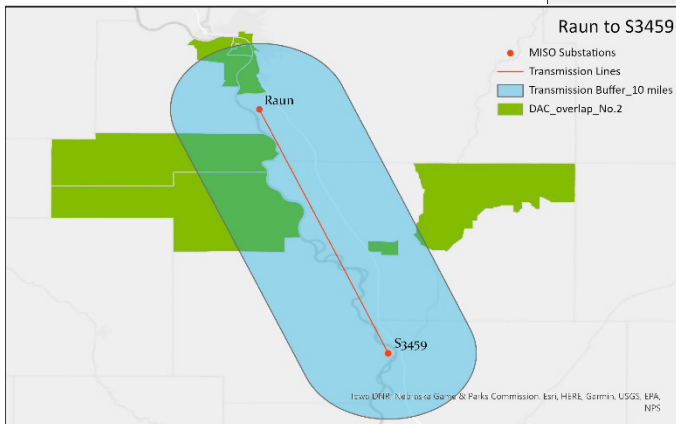 Raun to S3459
MISO Substations
Transmission Lines
Transmission Buffer_10 miles
DAC_overlap_No.2
Raun
S3459
Iowa DNR, Nebraska Game & Parks Commission, Esri, HERE, Garmin, USGS, EPA,
NPS